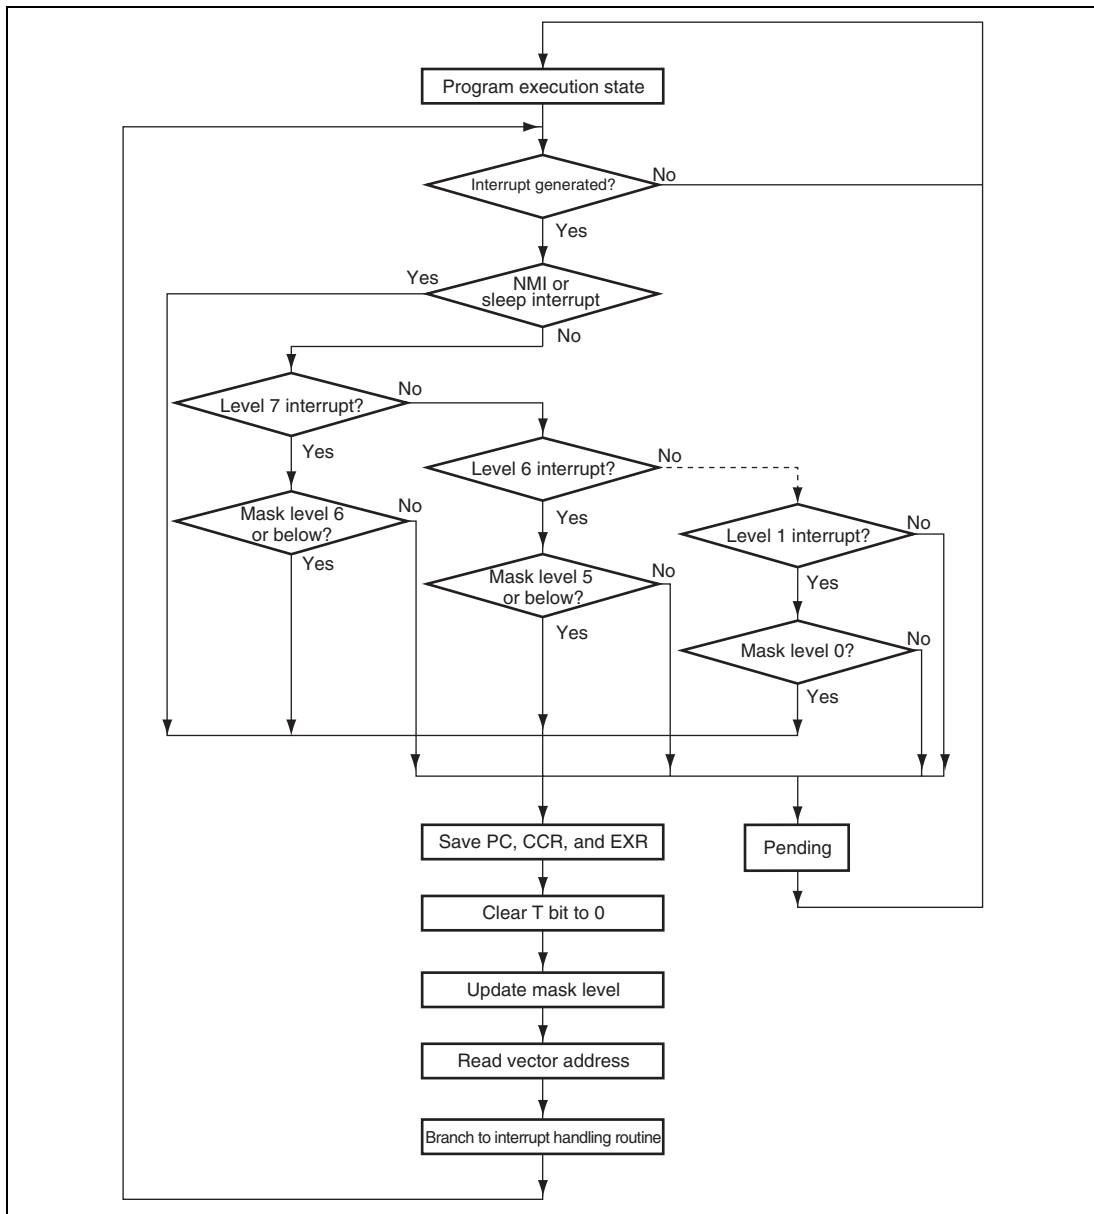 Program execution state
Interrupt generated?
No
Yes
Yes
NMI or
sleep interrupt
No
Level 7 interrupt?
No
Yes
Level 6 interrupt?
No
Mask level 6
or below?
No
Yes
Level 1 interrupt?
No
Yes
Mask level 5
or below?
No
Yes
Yes
Mask level 0?
No
Yes
Save PC, CCR, and EXR
Pending
Clear T bit to 0
Update mask level
Read vector address
Branch to interrupt handling routine